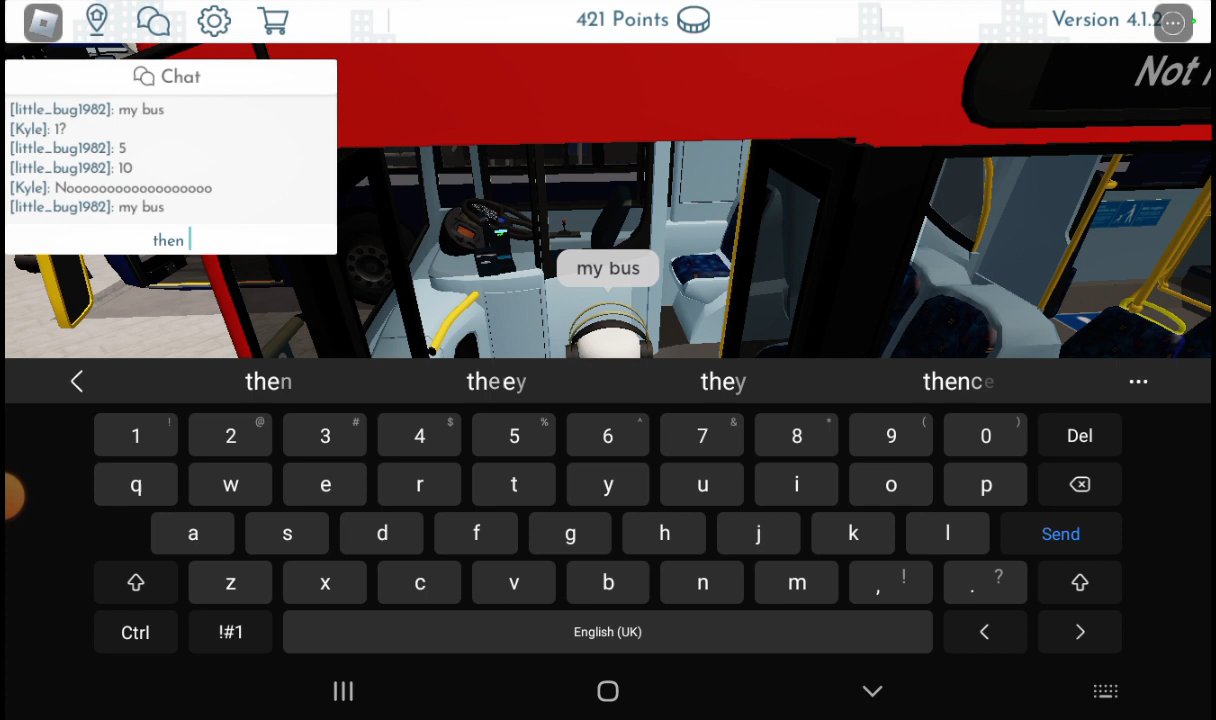 421 Points
Version 4.1.2
Chat
[little_bug1982]: my bus
[Kyle]: 1?
[little_bug1982]: 5
[little_bug1982]: 10
[Kyle]: Noooooooooooooooooo
[little_bug1982]: my bus
then
Not
my bus
then theey they thence
! @ # $ % ^ & * ( )
1 2 3 4 5 6 7 8 9 0 Del
q w e r t y u i o p
a s d f g h j k l Send
z x c v b n m , ! . ?
Ctrl !#1 English (UK) < >